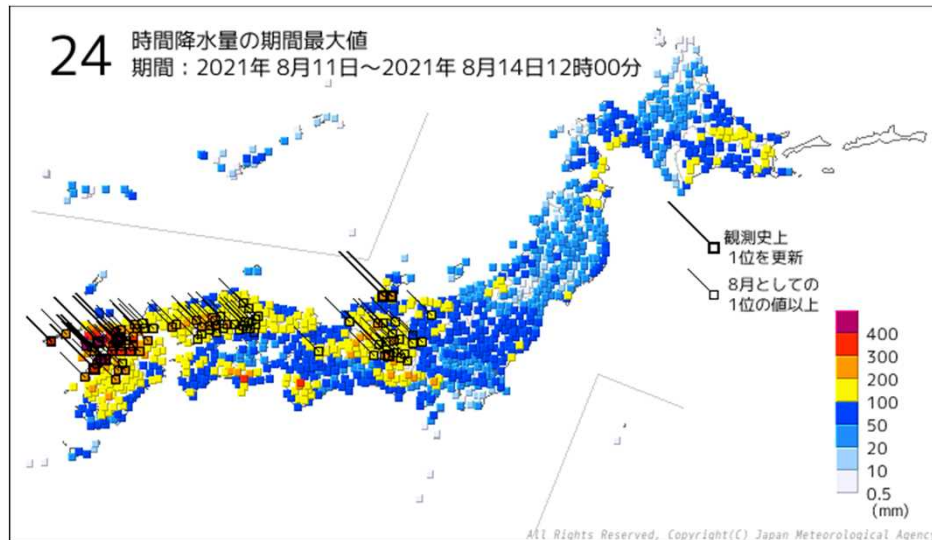 24
時間降水量の期間最大値
期間：2021年 8月11日～2021年 8月14日12時00分
観測史上
1位を更新
8月としての
1位の値以上
400
300
200
100
50
20
10
0.5
(mm)
All Rights Reserved, Copyright(C) Japan Meteorological Agency